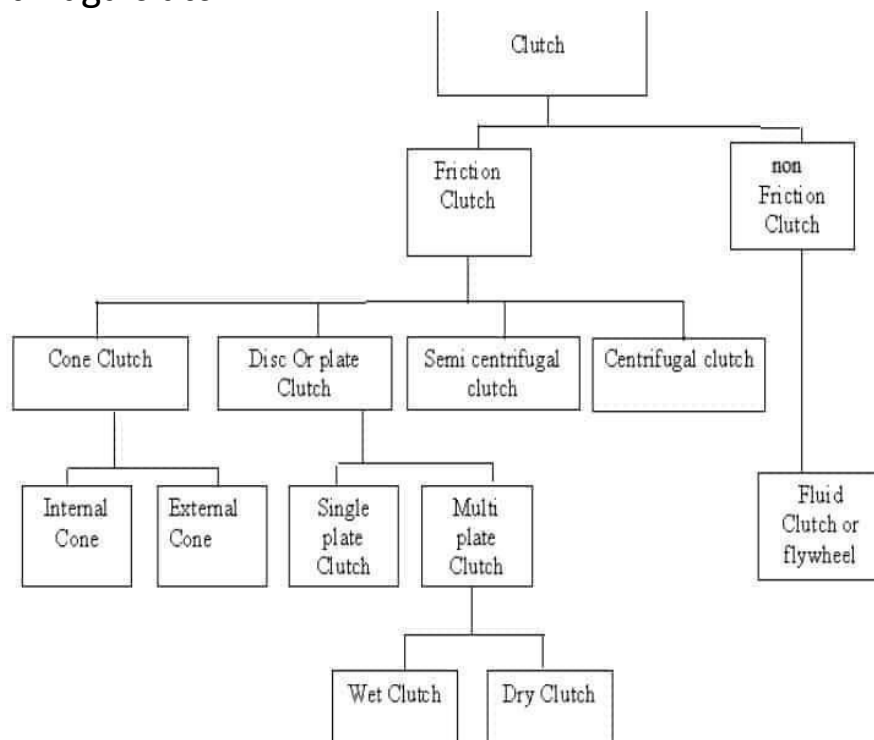 Clutch
Friction
Clutch
non
Friction
Clutch
Cone Clutch
Disc Or plate
Clutch
Semi centrifugal
clutch
Centrifugal clutch
Internal
Cone
External
Cone
Single
plate
Clutch
Multi
plate
Clutch
Fluid
Clutch or
flywheel
Wet Clutch
Dry Clutch